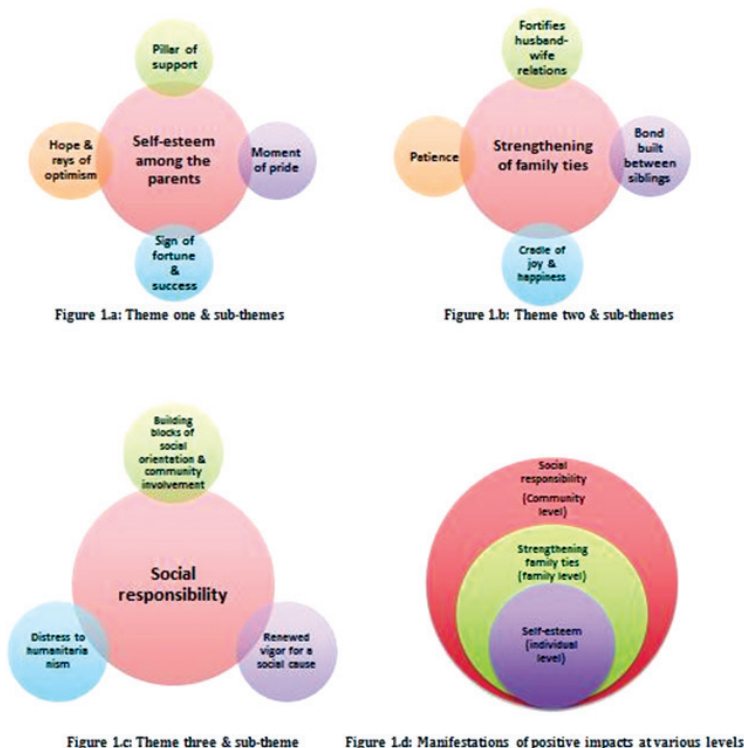 Pillar of
support
Hope &
rays of
optimism
Self-esteem
among the
parents
Moment
of pride
Sign of
fortune
&
success
Figure 1.a: Theme one & sub-themes
Fortifies
husband-
wife
relations
Patience
Strengthening
of family ties
Bond
built
between
siblings
Cradle of
joy &
happiness
Figure 1.b: Theme two & sub-themes
Building
blocks of
social
orientation &
community
involvement
Social
responsibility
Distress to
humanitaria
nism
Renewed
vigor for a
social cause
Figure 1.c: Theme three & sub-theme
Social
responsibility
(Community
level)
Strengthening
family ties
(family level)
Self-esteem
(individual
level)
Figure 1.d: Manifestations of positive impacts at various levels